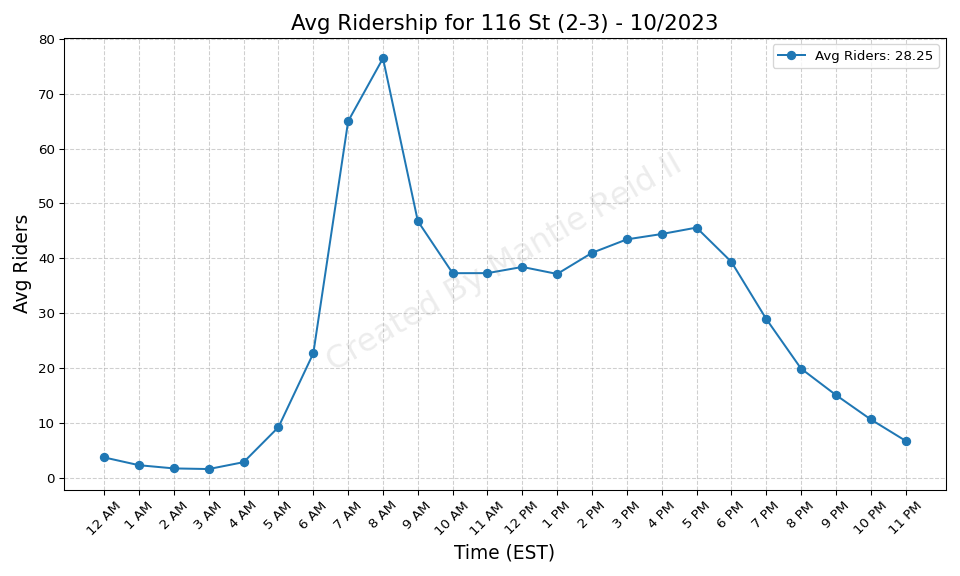 Avg Ridership for 116 St (2-3) - 10/2023
Avg Riders: 28.25
80
70
60
50
40
30
20
10
0
Avg Riders
Created By Mantie Reid II
12 AM
1 AM
2 AM
3 AM
4 AM
5 AM
6 AM
7 AM
8 AM
9 AM
10 AM
11 AM
12 PM
1 PM
2 PM
3 PM
4 PM
5 PM
6 PM
7 PM
8 PM
9 PM
10 PM
11 PM
Time (EST)